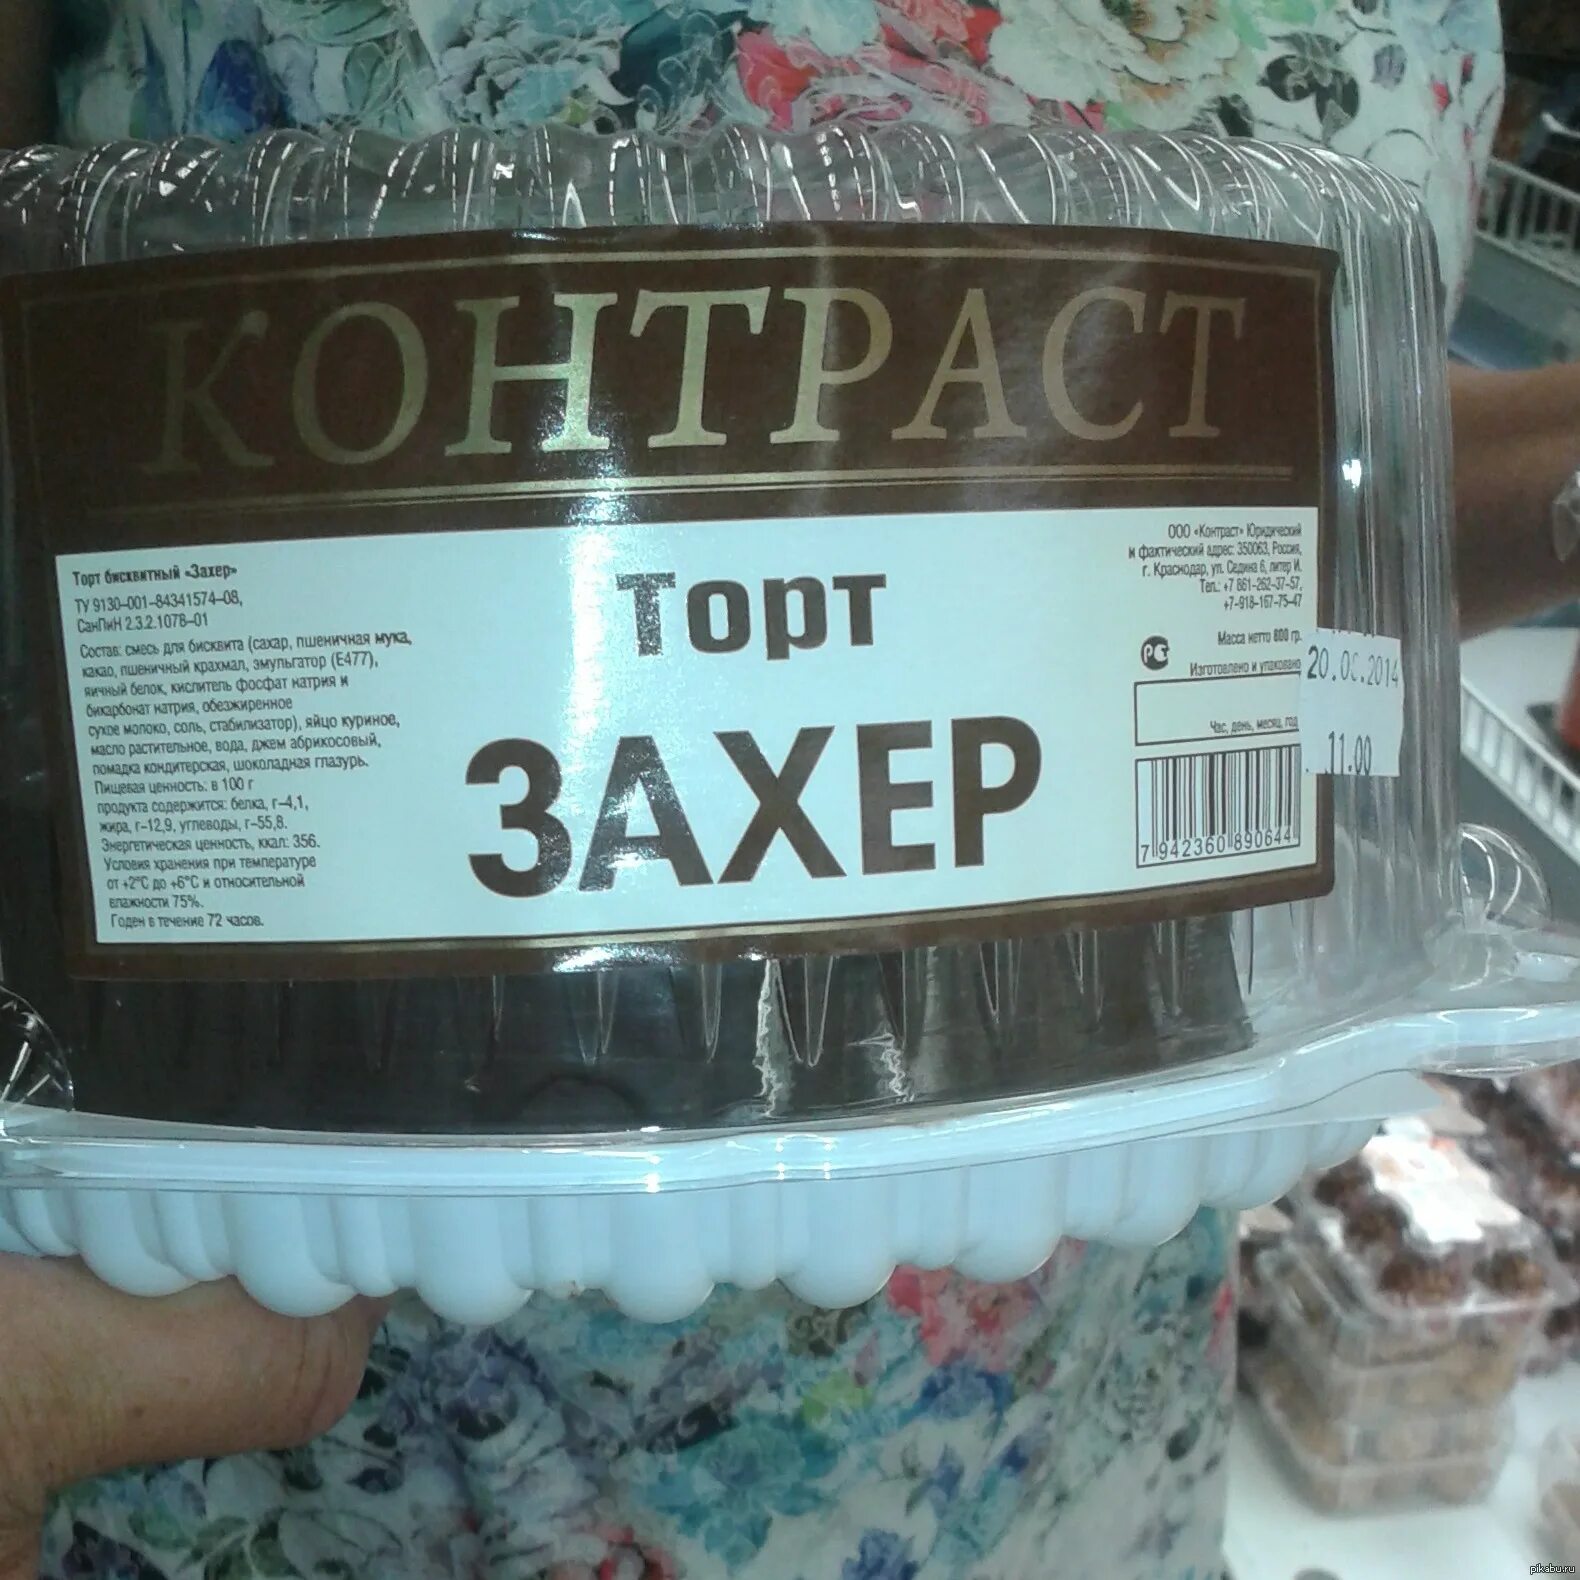 КОНТРАСТ
Торт бисквитный «Захер»
ТУ 9130–001–84341574–08,
СанПиН 2.3.2.1078–01
Состав: смесь для бисквита (сахар, пшеничная мука,
какао, пшеничный крахмал, эмульгатор (Е477),
яичный белок, кислитель фосфат натрия и
бикарбонат натрия, обезжиренное
сухое молоко, соль, стабилизатор), яйцо куриное,
масло растительное, вода, джем абрикосовый,
помадка кондитерская, шоколадная глазурь.
Пищевая ценность: в 100 г
продукта содержится: белка, г–4,1,
жира, г–12,9, углеводы, г–55,8.
Энергетическая ценность, ккал: 356.
Условия хранения при температуре
от +2°С до +6°С и относительной
влажности 75%.
Годен в течение 72 часов.
Торт
ЗАХЕР
ООО «Контраст» Юридический
и фактический адрес: 350063, Россия,
г. Краснодар, ул. Седина 6, литер И.
Тел.: +7 861–262–37–57,
+7–918–167–75–47
Масса нетто 800 гр.
РСТ
Изготовлено и упаковано
Час, день, месяц, год
20. .2014
11.00
7 942360 890644
pikabu.ru